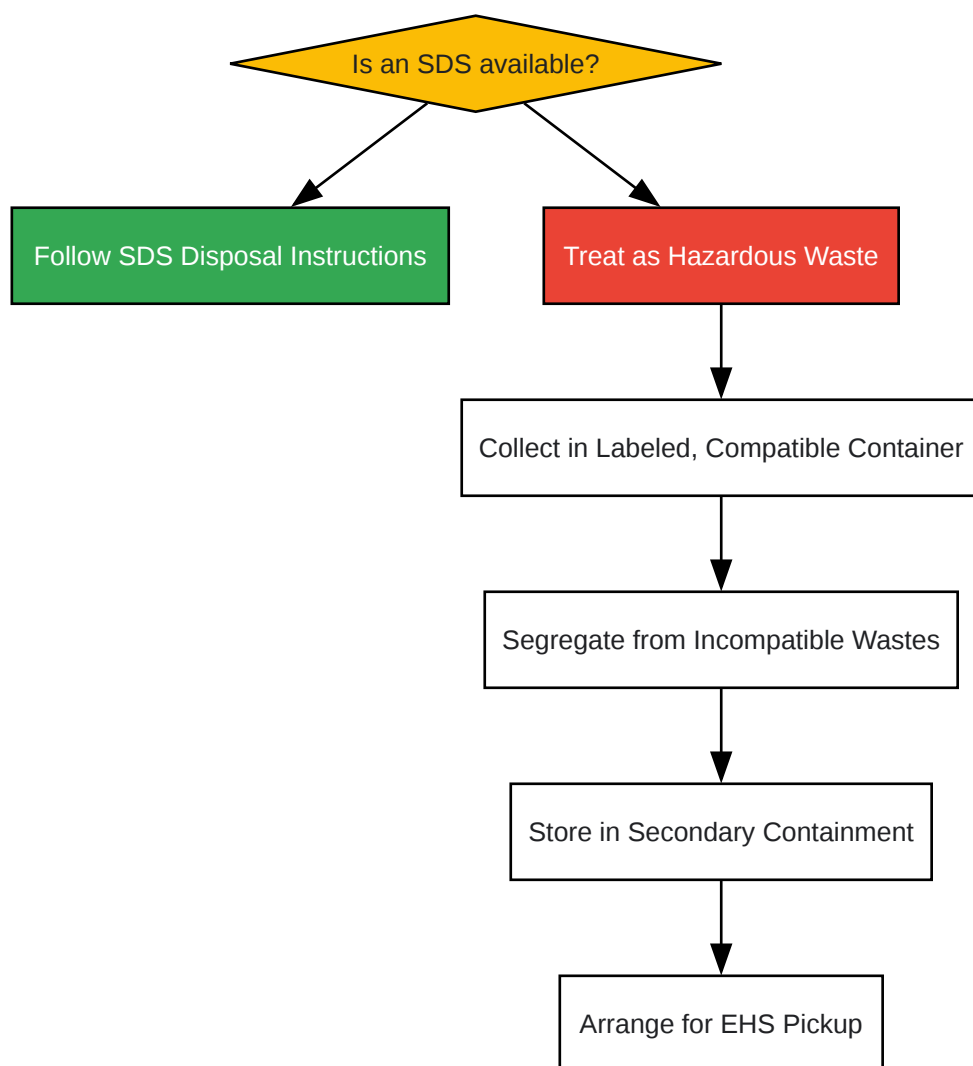 Is an SDS available?
Follow SDS Disposal Instructions
Treat as Hazardous Waste
Collect in Labeled, Compatible Container
Segregate from Incompatible Wastes
Store in Secondary Containment
Arrange for EHS Pickup